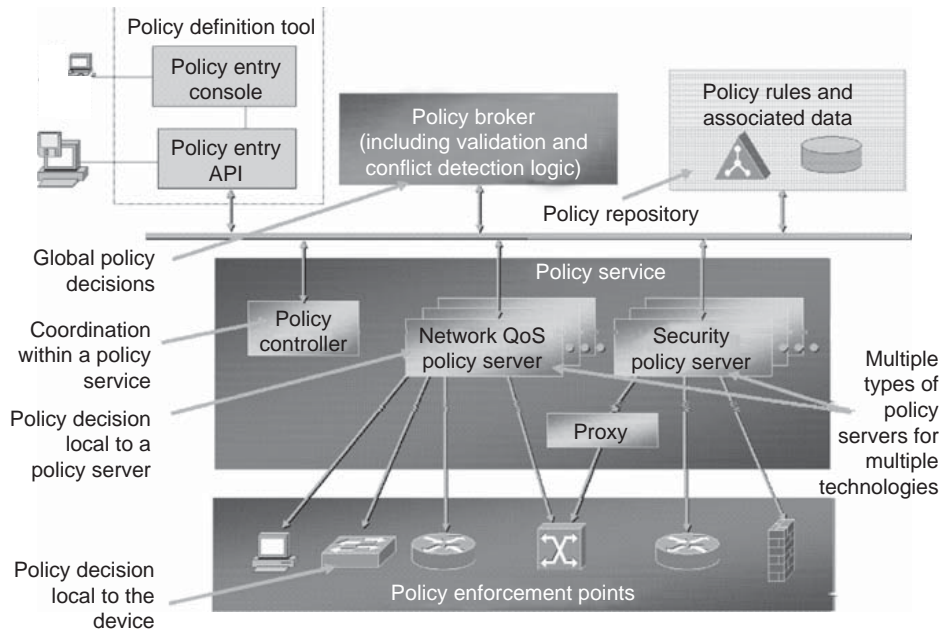 Policy definition tool
Policy entry
console
Policy entry
API
Policy broker
(including validation and
conflict detection logic)
Policy rules and
associated data
Policy repository
Global policy
decisions
Policy service
Coordination
within a policy
service
Policy
controller
Network QoS
policy server
Security
policy server
Multiple
types of
policy
servers for
multiple
technologies
Policy decision
local to a
policy server
Proxy
Policy decision
local to the
device
Policy enforcement points